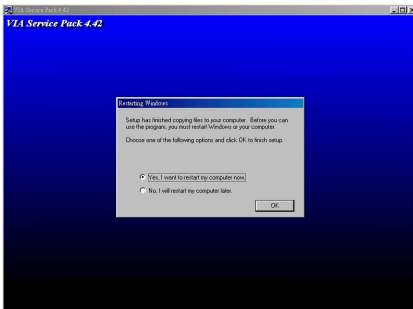 VIA Service Pack 4.42
VIA Service Pack 4.42
Restarting Windows
Setup has finished copying files to your computer. Before you can
use the program, you must restart Windows or your computer.
Choose one of the following options and click OK to finish setup.
Yes, I want to restart my computer now.
No, I will restart my computer later.
OK